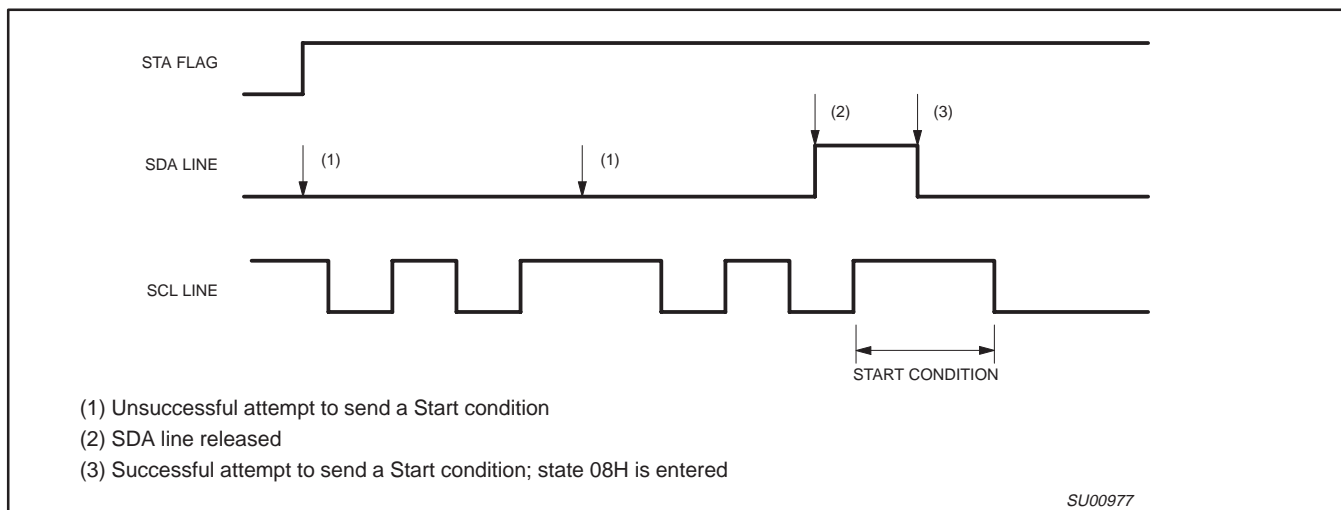 STA FLAG
(2) (3)
SDA LINE (1) (1)
SCL LINE
START CONDITION
(1) Unsuccessful attempt to send a Start condition
(2) SDA line released
(3) Successful attempt to send a Start condition; state 08H is entered
SU00977